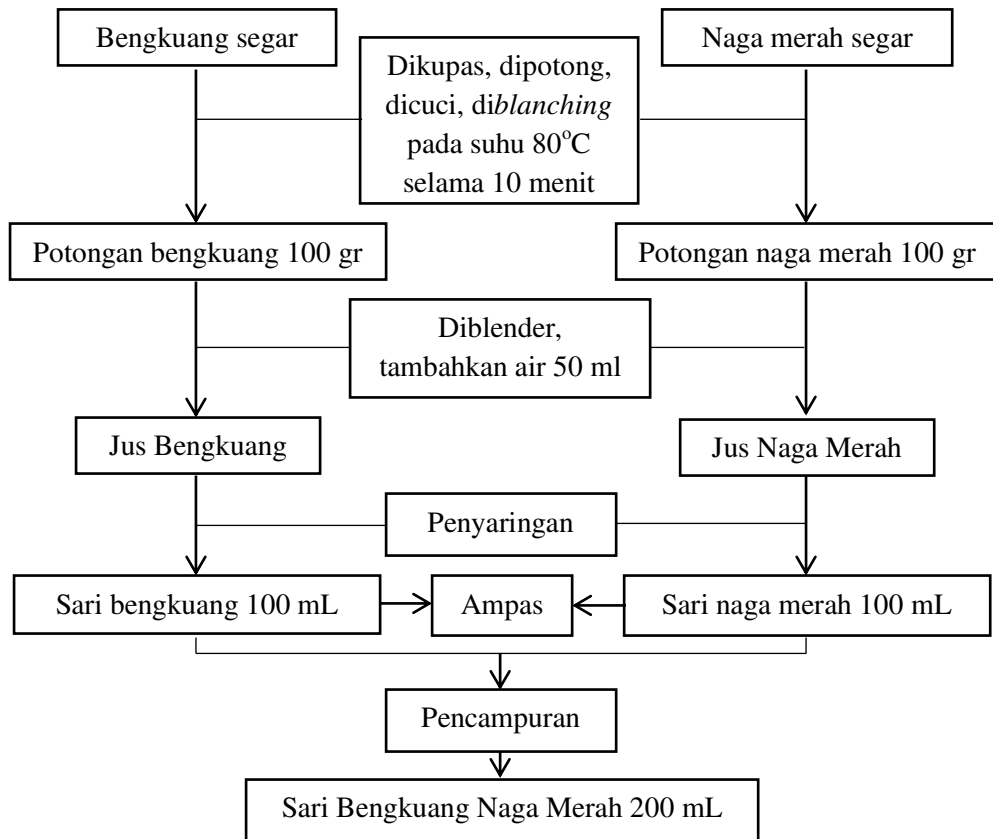 Bengkuang segar
Naga merah segar
Dikupas, dipotong,
dicuci, diblanching
pada suhu 80°C
selama 10 menit
Potongan bengkuang 100 gr
Potongan naga merah 100 gr
Diblender,
tambahkan air 50 ml
Jus Bengkuang
Jus Naga Merah
Penyaringan
Sari bengkuang 100 mL
Ampas
Sari naga merah 100 mL
Pencampuran
Sari Bengkuang Naga Merah 200 mL